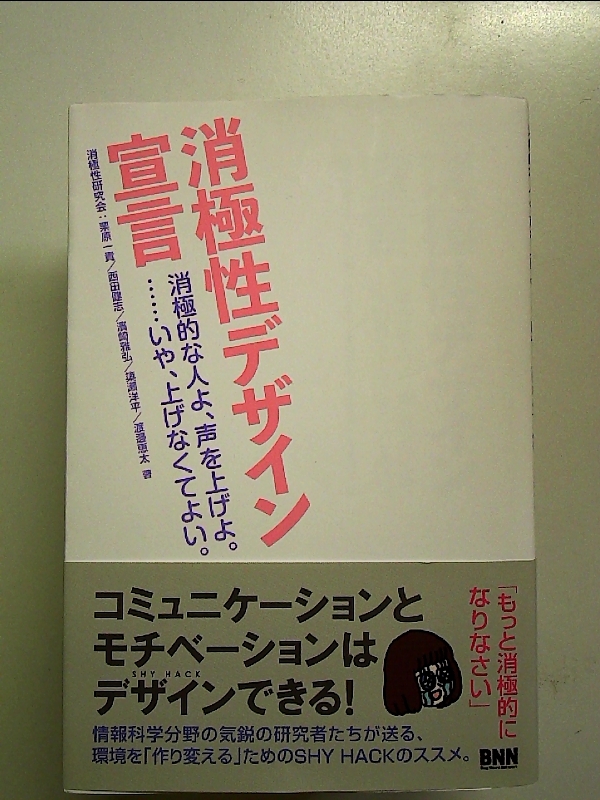 消極性デザイン
宣言
消極的な人よ、声を上げよ。
……いや、上げなくてよい。
消極性研究会：栗原一貴／西田健志／濱崎雅弘／簗瀬洋平／渡邊恵太 著
「もっと消極的に
なりなさい」
コミュニケーションと
モチベーションは
SHY HACK
デザインできる!
情報科学分野の気鋭の研究者たちが送る、
環境を「作り変える」ためのSHY HACKのススメ。
BNN